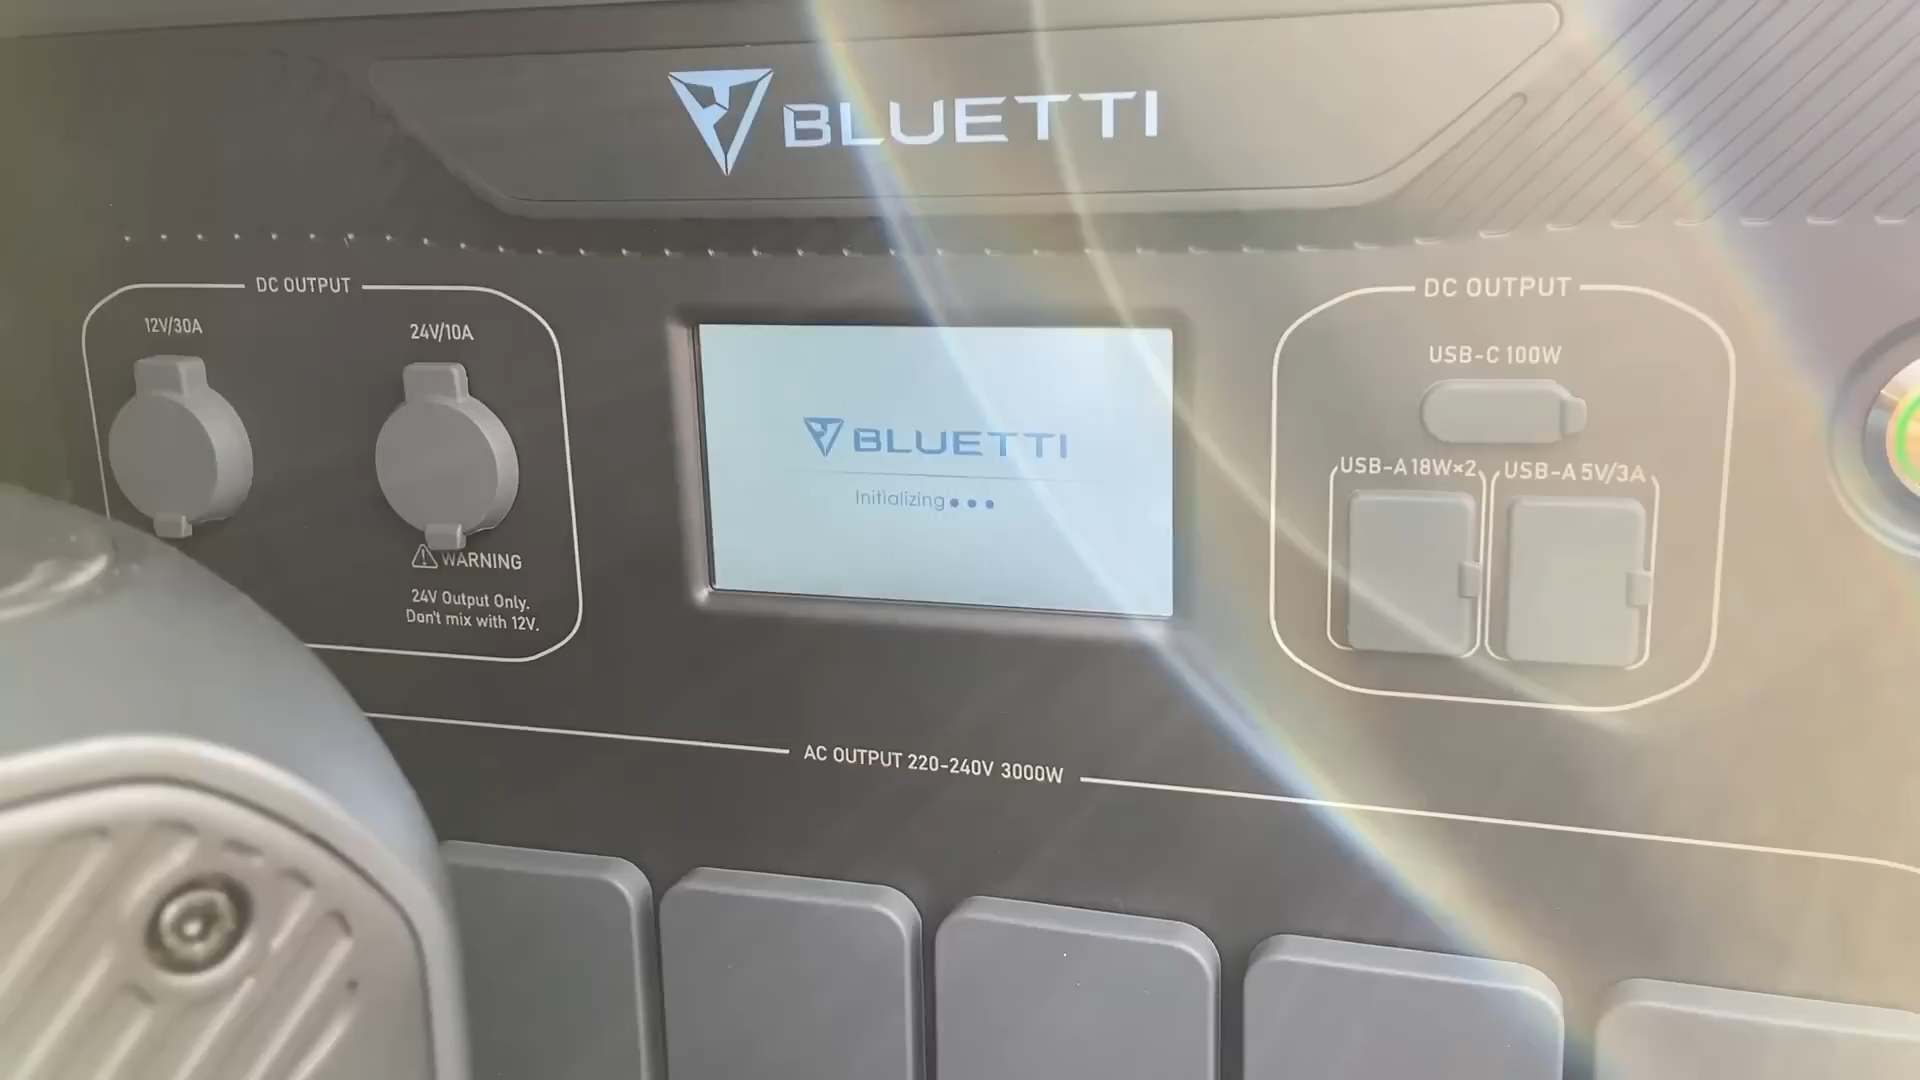 BLUETTI
DC OUTPUT
12V/30A
24V/10A
WARNING
24V Output Only.
Don't mix with 12V.
BLUETTI
Initializing●●●
DC OUTPUT
USB-C 100W
USB-A 18W×2
USB-A 5V/3A
AC OUTPUT 220-240V 3000W